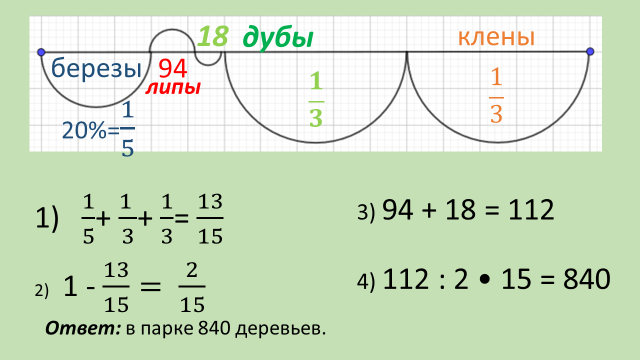 18 дубы клены
березы 94
липы
1/3 1/3
20%=1/5
1) 1/5+ 1/3+ 1/3= 13/15
3) 94 + 18 = 112
2) 1 - 13/15 = 2/15
4) 112 : 2 • 15 = 840
Ответ: в парке 840 деревьев.